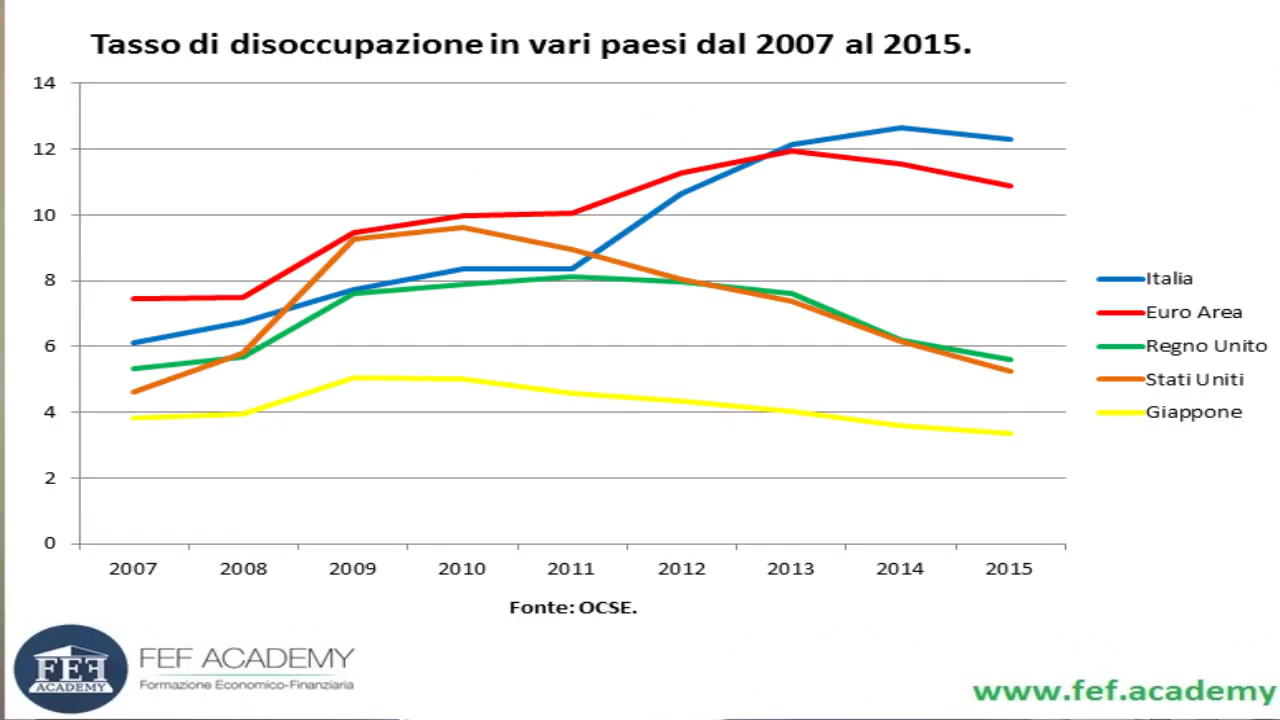 Tasso di disoccupazione in vari paesi dal 2007 al 2015.
14
12
10
8
6
4
2
0
2007 2008 2009 2010 2011 2012 2013 2014 2015
Italia
Euro Area
Regno Unito
Stati Uniti
Giappone
Fonte: OCSE.
FEF
ACADEMY
FEF ACADEMY
Formazione Economico-Finanziaria
www.fef.academy